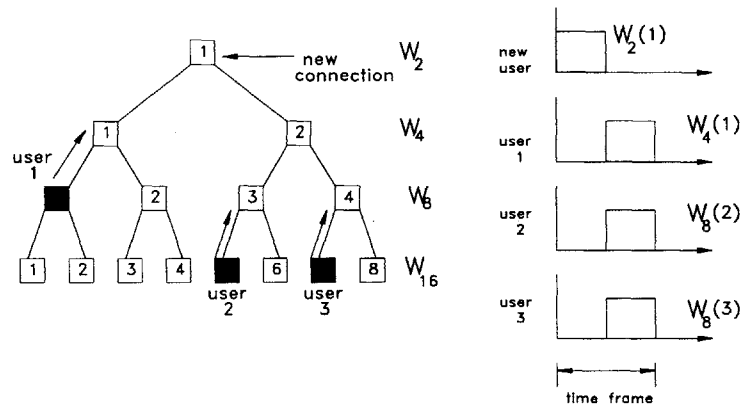 1
W2
new
connection
1
2
W4
user
1
2
3
4
W8
1
2
3
4
6
8
W16
user
2
user
3
new
user
W2(1)
user
1
W4(1)
user
2
W8(2)
user
3
W8(3)
time frame